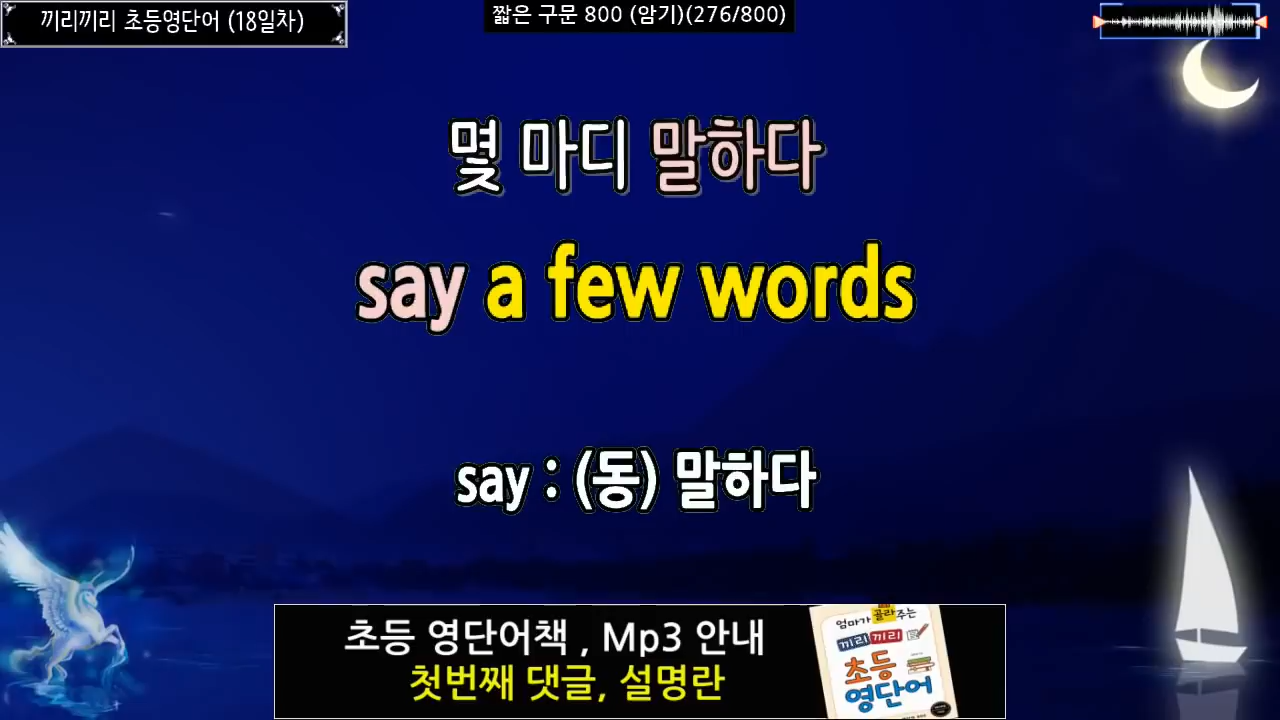 끼리끼리 초등영단어 (18일차)
짧은 구문 800 (암기)(276/800)
몇 마디 말하다
say a few words
say : (동) 말하다
초등 영단어책 , Mp3 안내
첫번째 댓글, 설명란
엄마가 골라주는
끼리끼리
초등
영단어